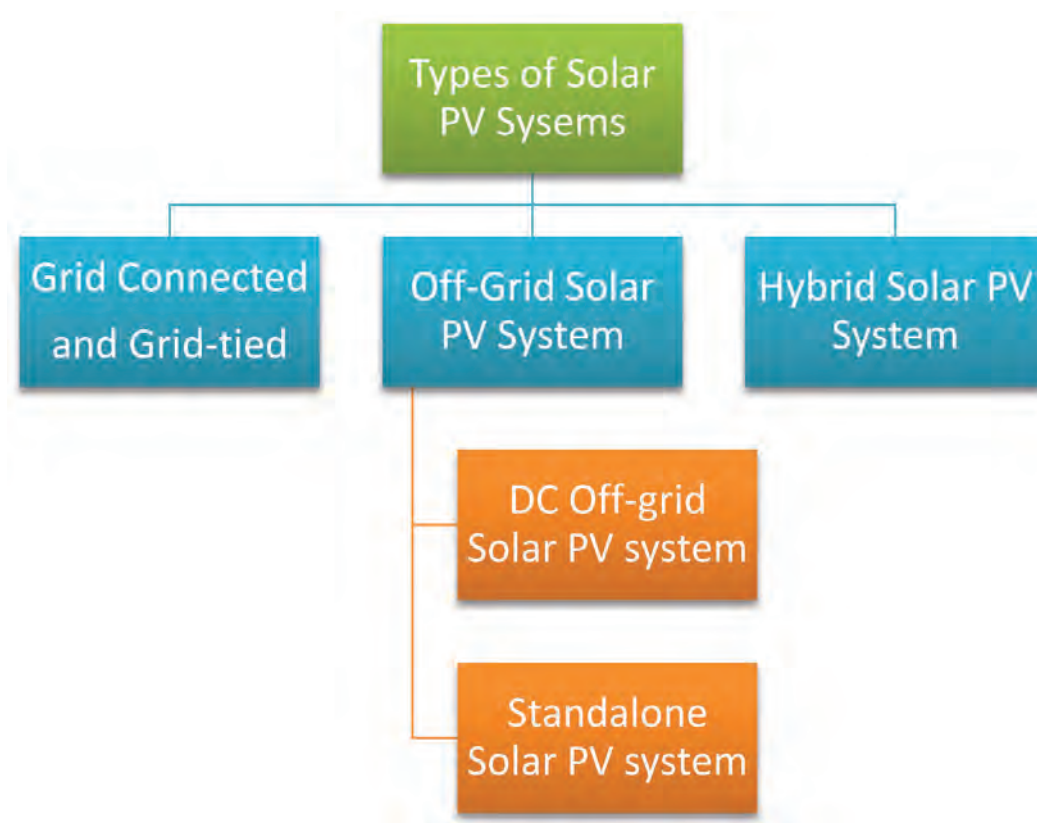 Types of Solar
PV Sysems
Grid Connected
and Grid-tied
Off-Grid Solar
PV System
Hybrid Solar PV
System
DC Off-grid
Solar PV system
Standalone
Solar PV system